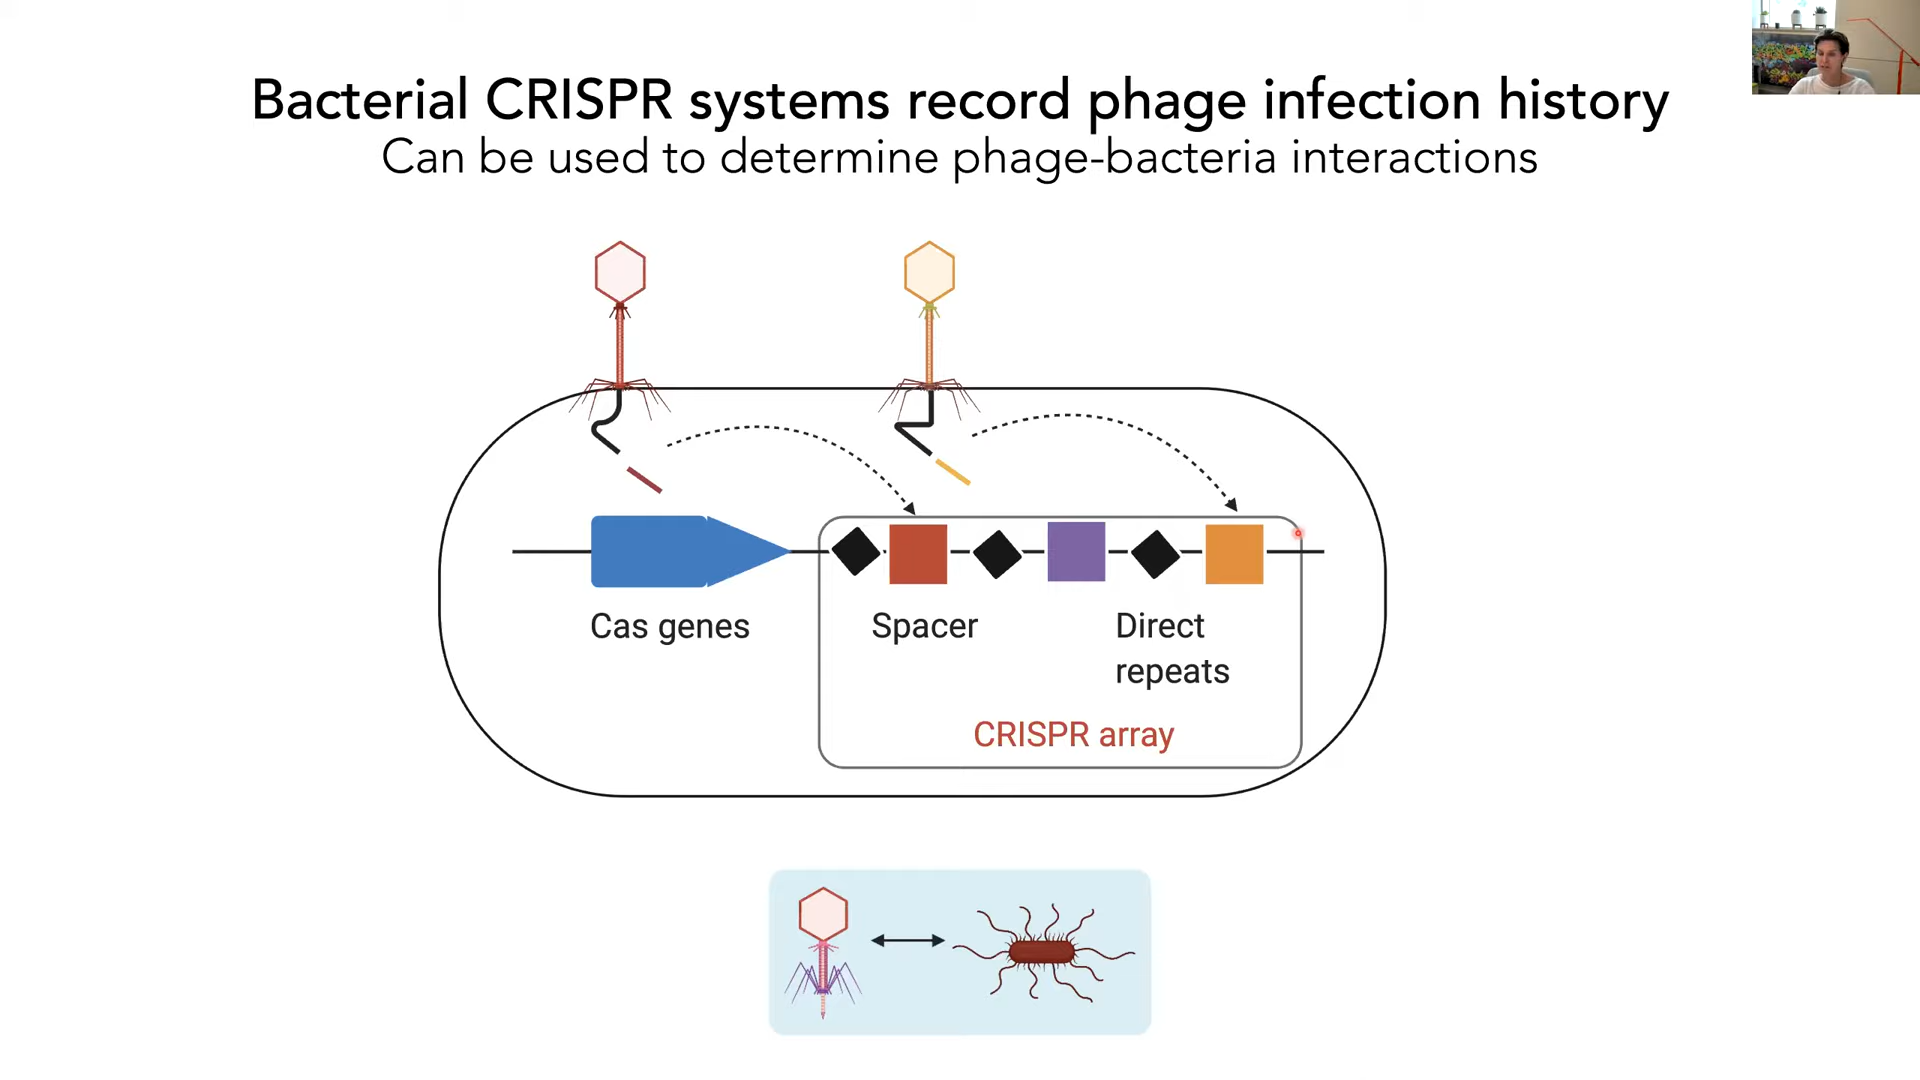 Bacterial CRISPR systems record phage infection history
Can be used to determine phage-bacteria interactions
Cas genes
Spacer
Direct
repeats
CRISPR array